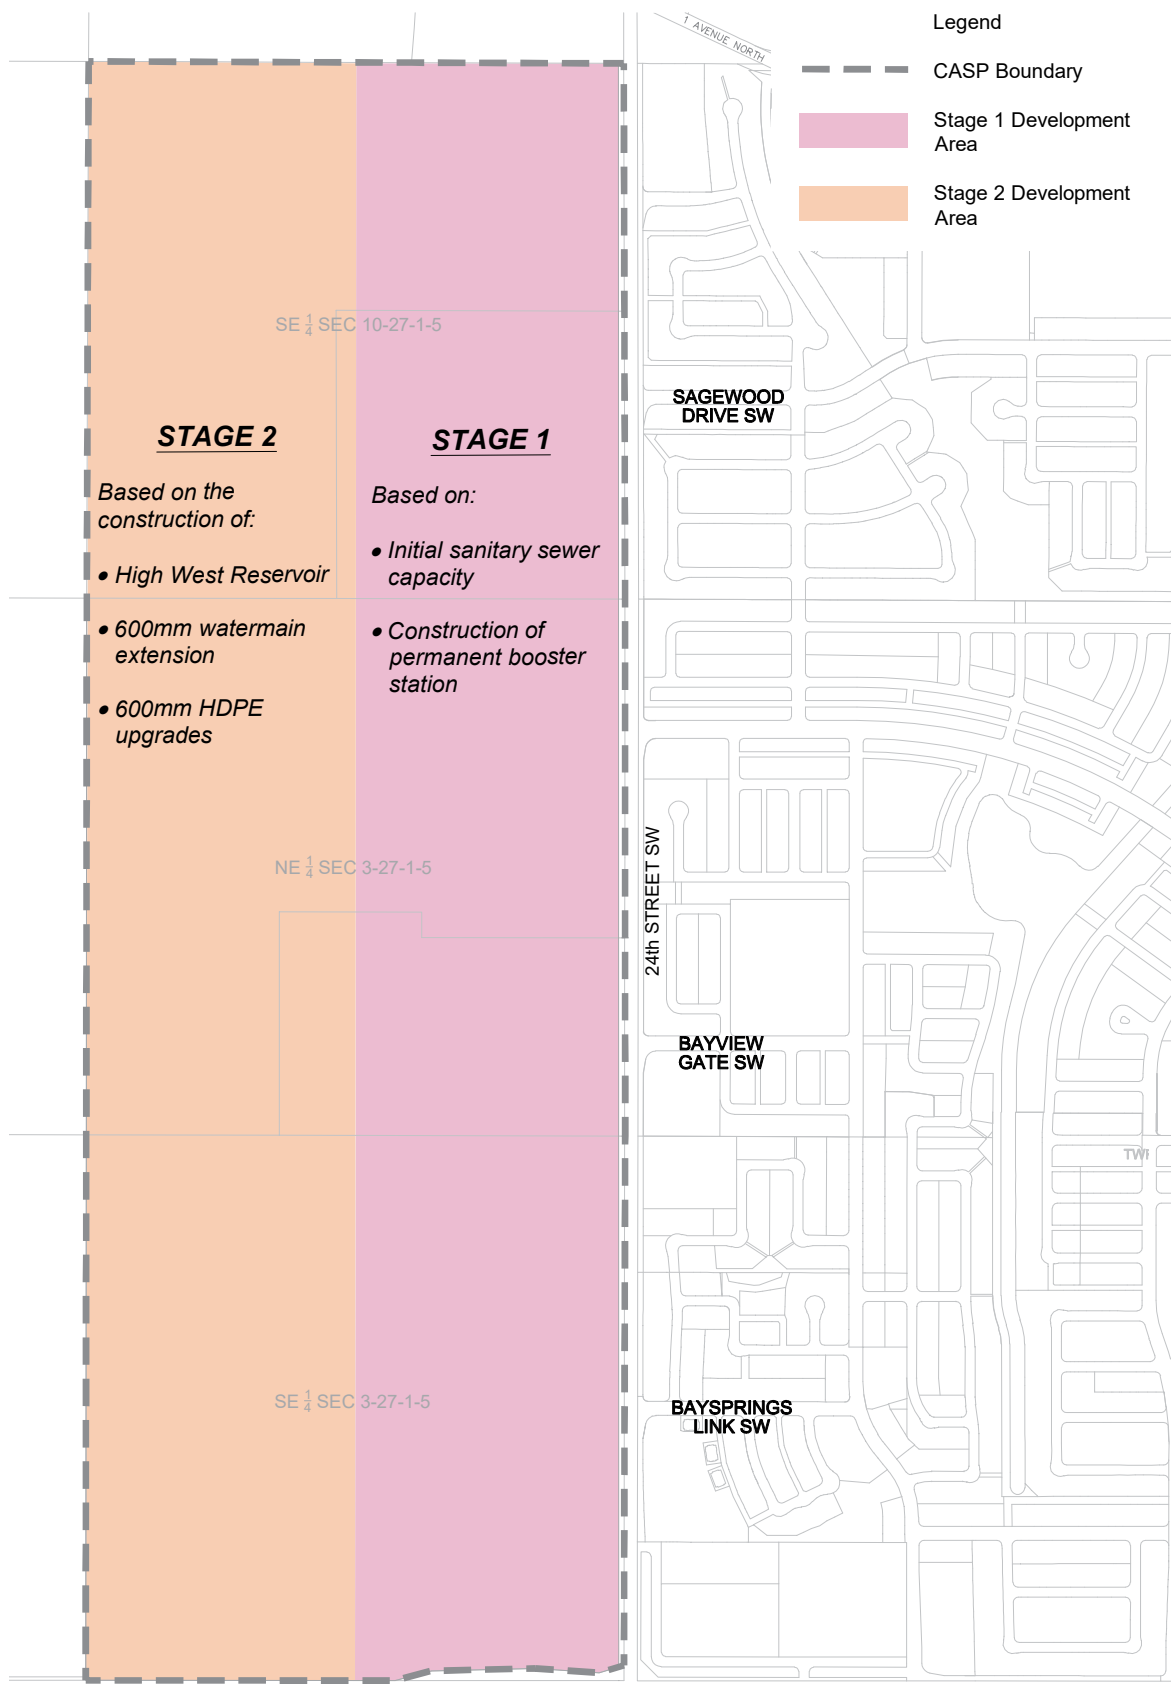 1 AVENUE NORTH
Legend
CASP Boundary
Stage 1 Development
Area
Stage 2 Development
Area
SE 1/4 SEC 10-27-1-5
SAGEWOOD
DRIVE SW
STAGE 2
Based on the
construction of:
• High West Reservoir
• 600mm watermain
extension
• 600mm HDPE
upgrades
STAGE 1
Based on:
• Initial sanitary sewer
capacity
• Construction of
permanent booster
station
NE 1/4 SEC 3-27-1-5
24th STREET SW
BAYVIEW
GATE SW
TWI
SE 1/4 SEC 3-27-1-5
BAYSPRINGS
LINK SW